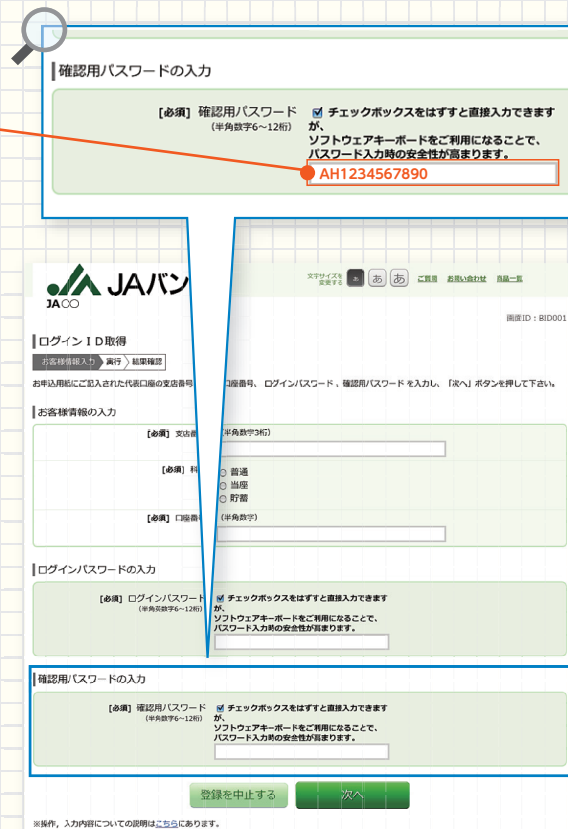 確認用パスワードの入力
［必須］ 確認用パスワード
（半角数字6～12桁）
チェックボックスをはずすと直接入力できます
が、
ソフトウェアキーボードをご利用になることで、
パスワード入力時の安全性が高まります。
AH1234567890
JAバン
JA○○
文字サイズを
変更する
あ あ あ
ご質問 お問い合わせ 商品一覧
画面ID：BID001
ログインＩＤ取得
お客様情報入力 実行 結果確認
お申込用紙にご記入された代表口座の支店番号 口座番号、ログインパスワード、確認用パスワード を入力し、「次へ」ボタンを押して下さい。
お客様情報の入力
［必須］ 支店番 （半角数字3桁）
［必須］ 科
普通
当座
貯蓄
［必須］ 口座番 （半角数字）
ログインパスワードの入力
［必須］ ログインパスワード
（半角英数字6～12桁）
チェックボックスをはずすと直接入力できます
が、
ソフトウェアキーボードをご利用になることで、
パスワード入力時の安全性が高まります。
確認用パスワードの入力
［必須］ 確認用パスワード
（半角数字6～12桁）
チェックボックスをはずすと直接入力できます
が、
ソフトウェアキーボードをご利用になることで、
パスワード入力時の安全性が高まります。
登録を中止する 次へ
※操作，入力内容についての説明はこちらにあります。